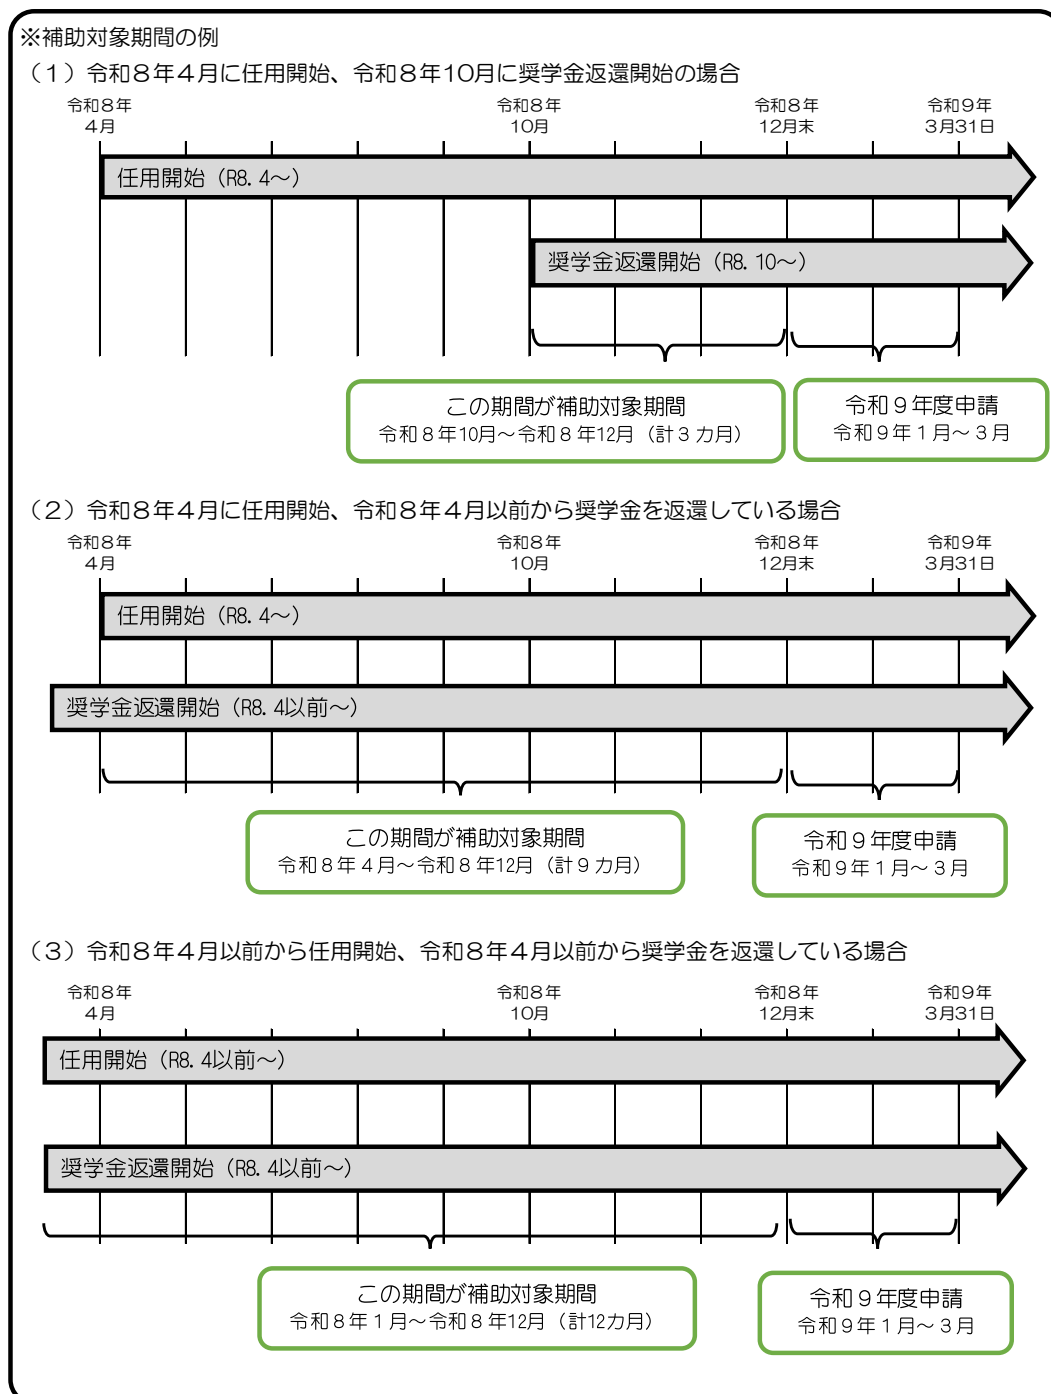 ※補助対象期間の例
（１）令和８年４月に任用開始、令和８年10月に奨学金返還開始の場合
令和８年 令和８年 令和８年 令和９年
４月 10月 12月末 ３月31日
任用開始（R8. 4～）
奨学金返還開始（R8. 10～）
この期間が補助対象期間 令和９年度申請
令和８年10月～令和８年12月（計３カ月） 令和９年１月～３月
（２）令和８年４月に任用開始、令和８年４月以前から奨学金を返還している場合
令和８年 令和８年 令和８年 令和９年
４月 10月 12月末 ３月31日
任用開始（R8. 4～）
奨学金返還開始（R8. 4以前～）
この期間が補助対象期間 令和９年度申請
令和８年４月～令和８年12月（計９カ月） 令和９年１月～３月
（３）令和８年４月以前から任用開始、令和８年４月以前から奨学金を返還している場合
令和８年 令和８年 令和８年 令和９年
４月 10月 12月末 ３月31日
任用開始（R8. 4以前～）
奨学金返還開始（R8. 4以前～）
この期間が補助対象期間 令和９年度申請
令和８年１月～令和８年12月（計12カ月） 令和９年１月～３月